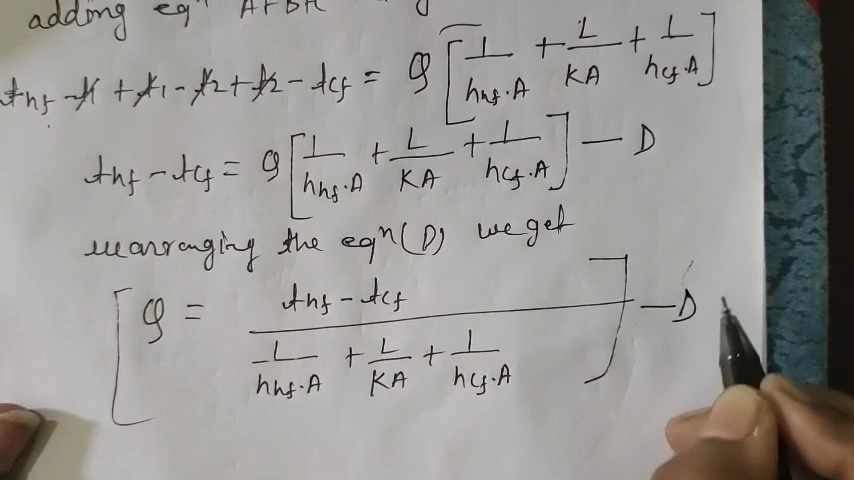 adding eqⁿ A+B+
thf - t1 + t1 - t2 + t2 - tcf = Q [ 1/hhf.A + L/KA + 1/hcf.A ]
thf - tcf = Q [ 1/hhf.A + L/KA + 1/hcf.A ] — D
rearranging the eqⁿ (D) we get
[ Q = thf - tcf / 1/hhf.A + L/KA + 1/hcf.A ] — D